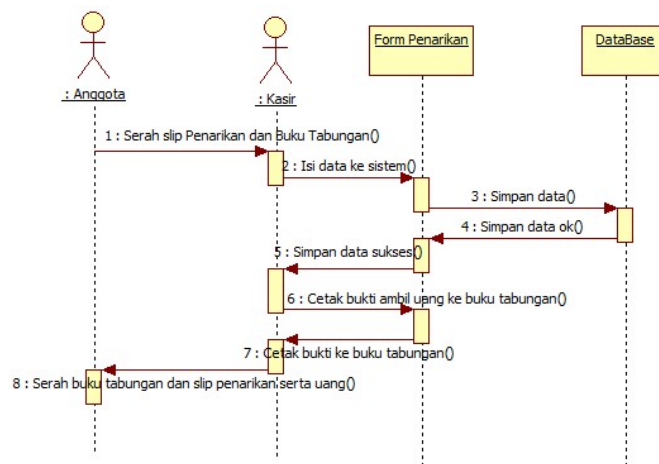 Form Penarikan
DataBase
: Anggota
: Kasir
1 : Serah slip Penarikan dan Buku Tabungan()
2 : Isi data ke sistem()
3 : Simpan data()
4 : Simpan data ok()
5 : Simpan data sukses()
6 : Cetak bukti ambil uang ke buku tabungan()
7 : Cetak bukti ke buku tabungan()
8 : Serah buku tabungan dan slip penarikan serta uang()